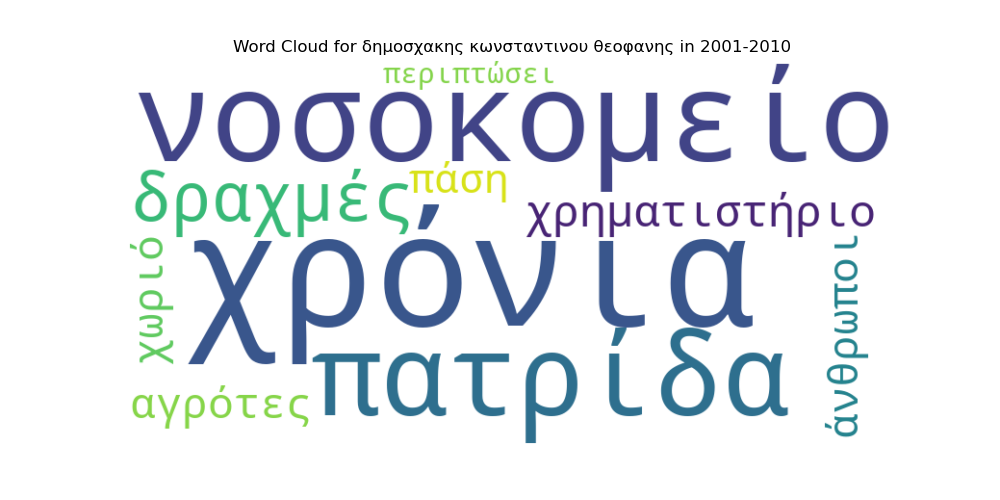 Word Cloud for δημοσχακης κωνσταντινου θεοφανης in 2001-2010
περιπτώσει
νοσοκομείο
πάση
δραχμές
χρηματιστήριο
χρόνια
χωριό
άνθρωποι
πατρίδα
αγρότες